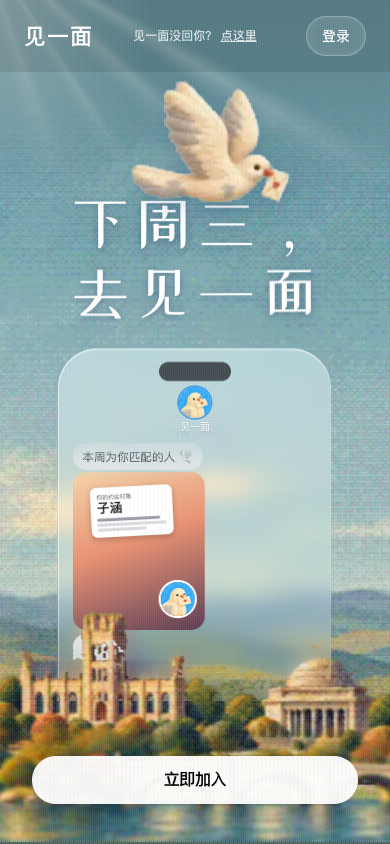 见一面
见一面没回你? 点这里
登录
下周三,
去见一面
见一面
本周为你匹配的人
你的约会对象
子涵
立即加入